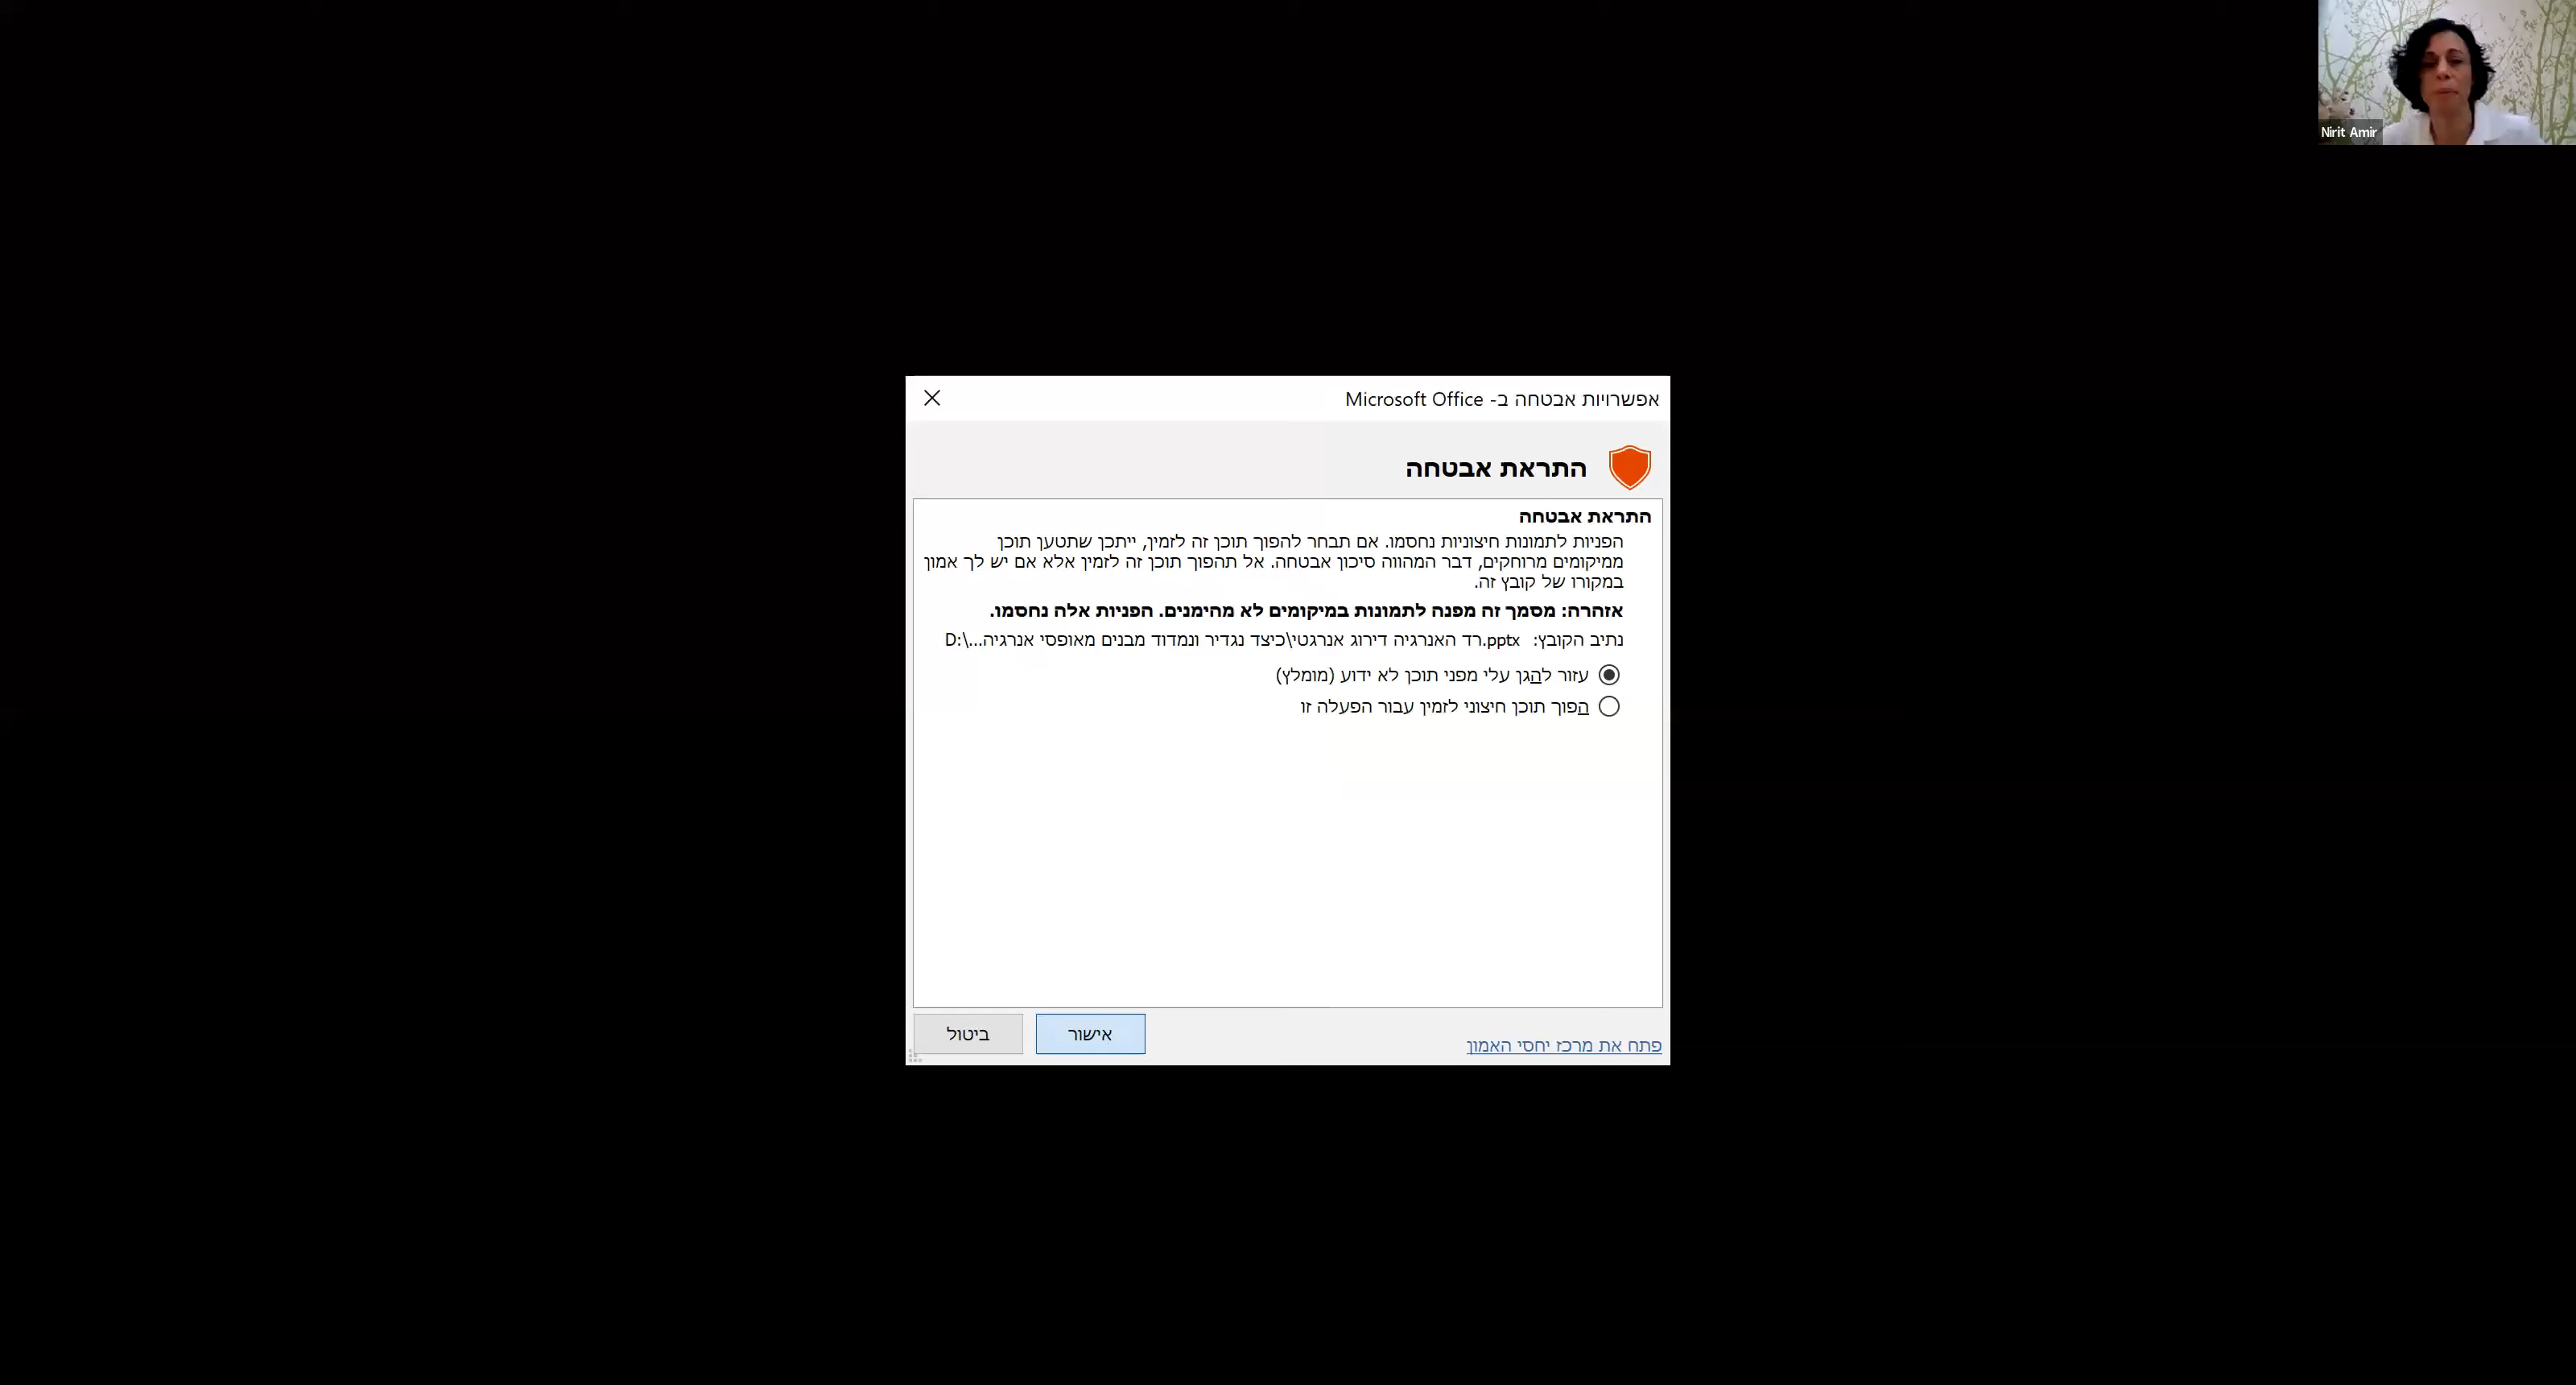 Nirit Amir
אפשרויות אבטחה ב- Microsoft Office
התראת אבטחה
התראת אבטחה
הפניות לתמונות חיצוניות נחסמו. אם תבחר להפוך תוכן זה לזמין, ייתכן שתטען תוכן
ממיקומים מרוחקים, דבר המהווה סיכון אבטחה. אל תהפוך תוכן זה לזמין אלא אם יש לך אמון
במקורו של קובץ זה.
אזהרה: מסמך זה מפנה לתמונות במיקומים לא מהימנים. הפניות אלה נחסמו.
נתיב הקובץ: D:\...רד האנרגיה דירוג אנרגטי\כיצד נגדיר ונמדוד מבנים מאופסי אנרגיה.pptx
עזור להגן עלי מפני תוכן לא ידוע (מומלץ)
הפוך תוכן חיצוני לזמין עבור הפעלה זו
פתח את מרכז יחסי האמון
אישור
ביטול